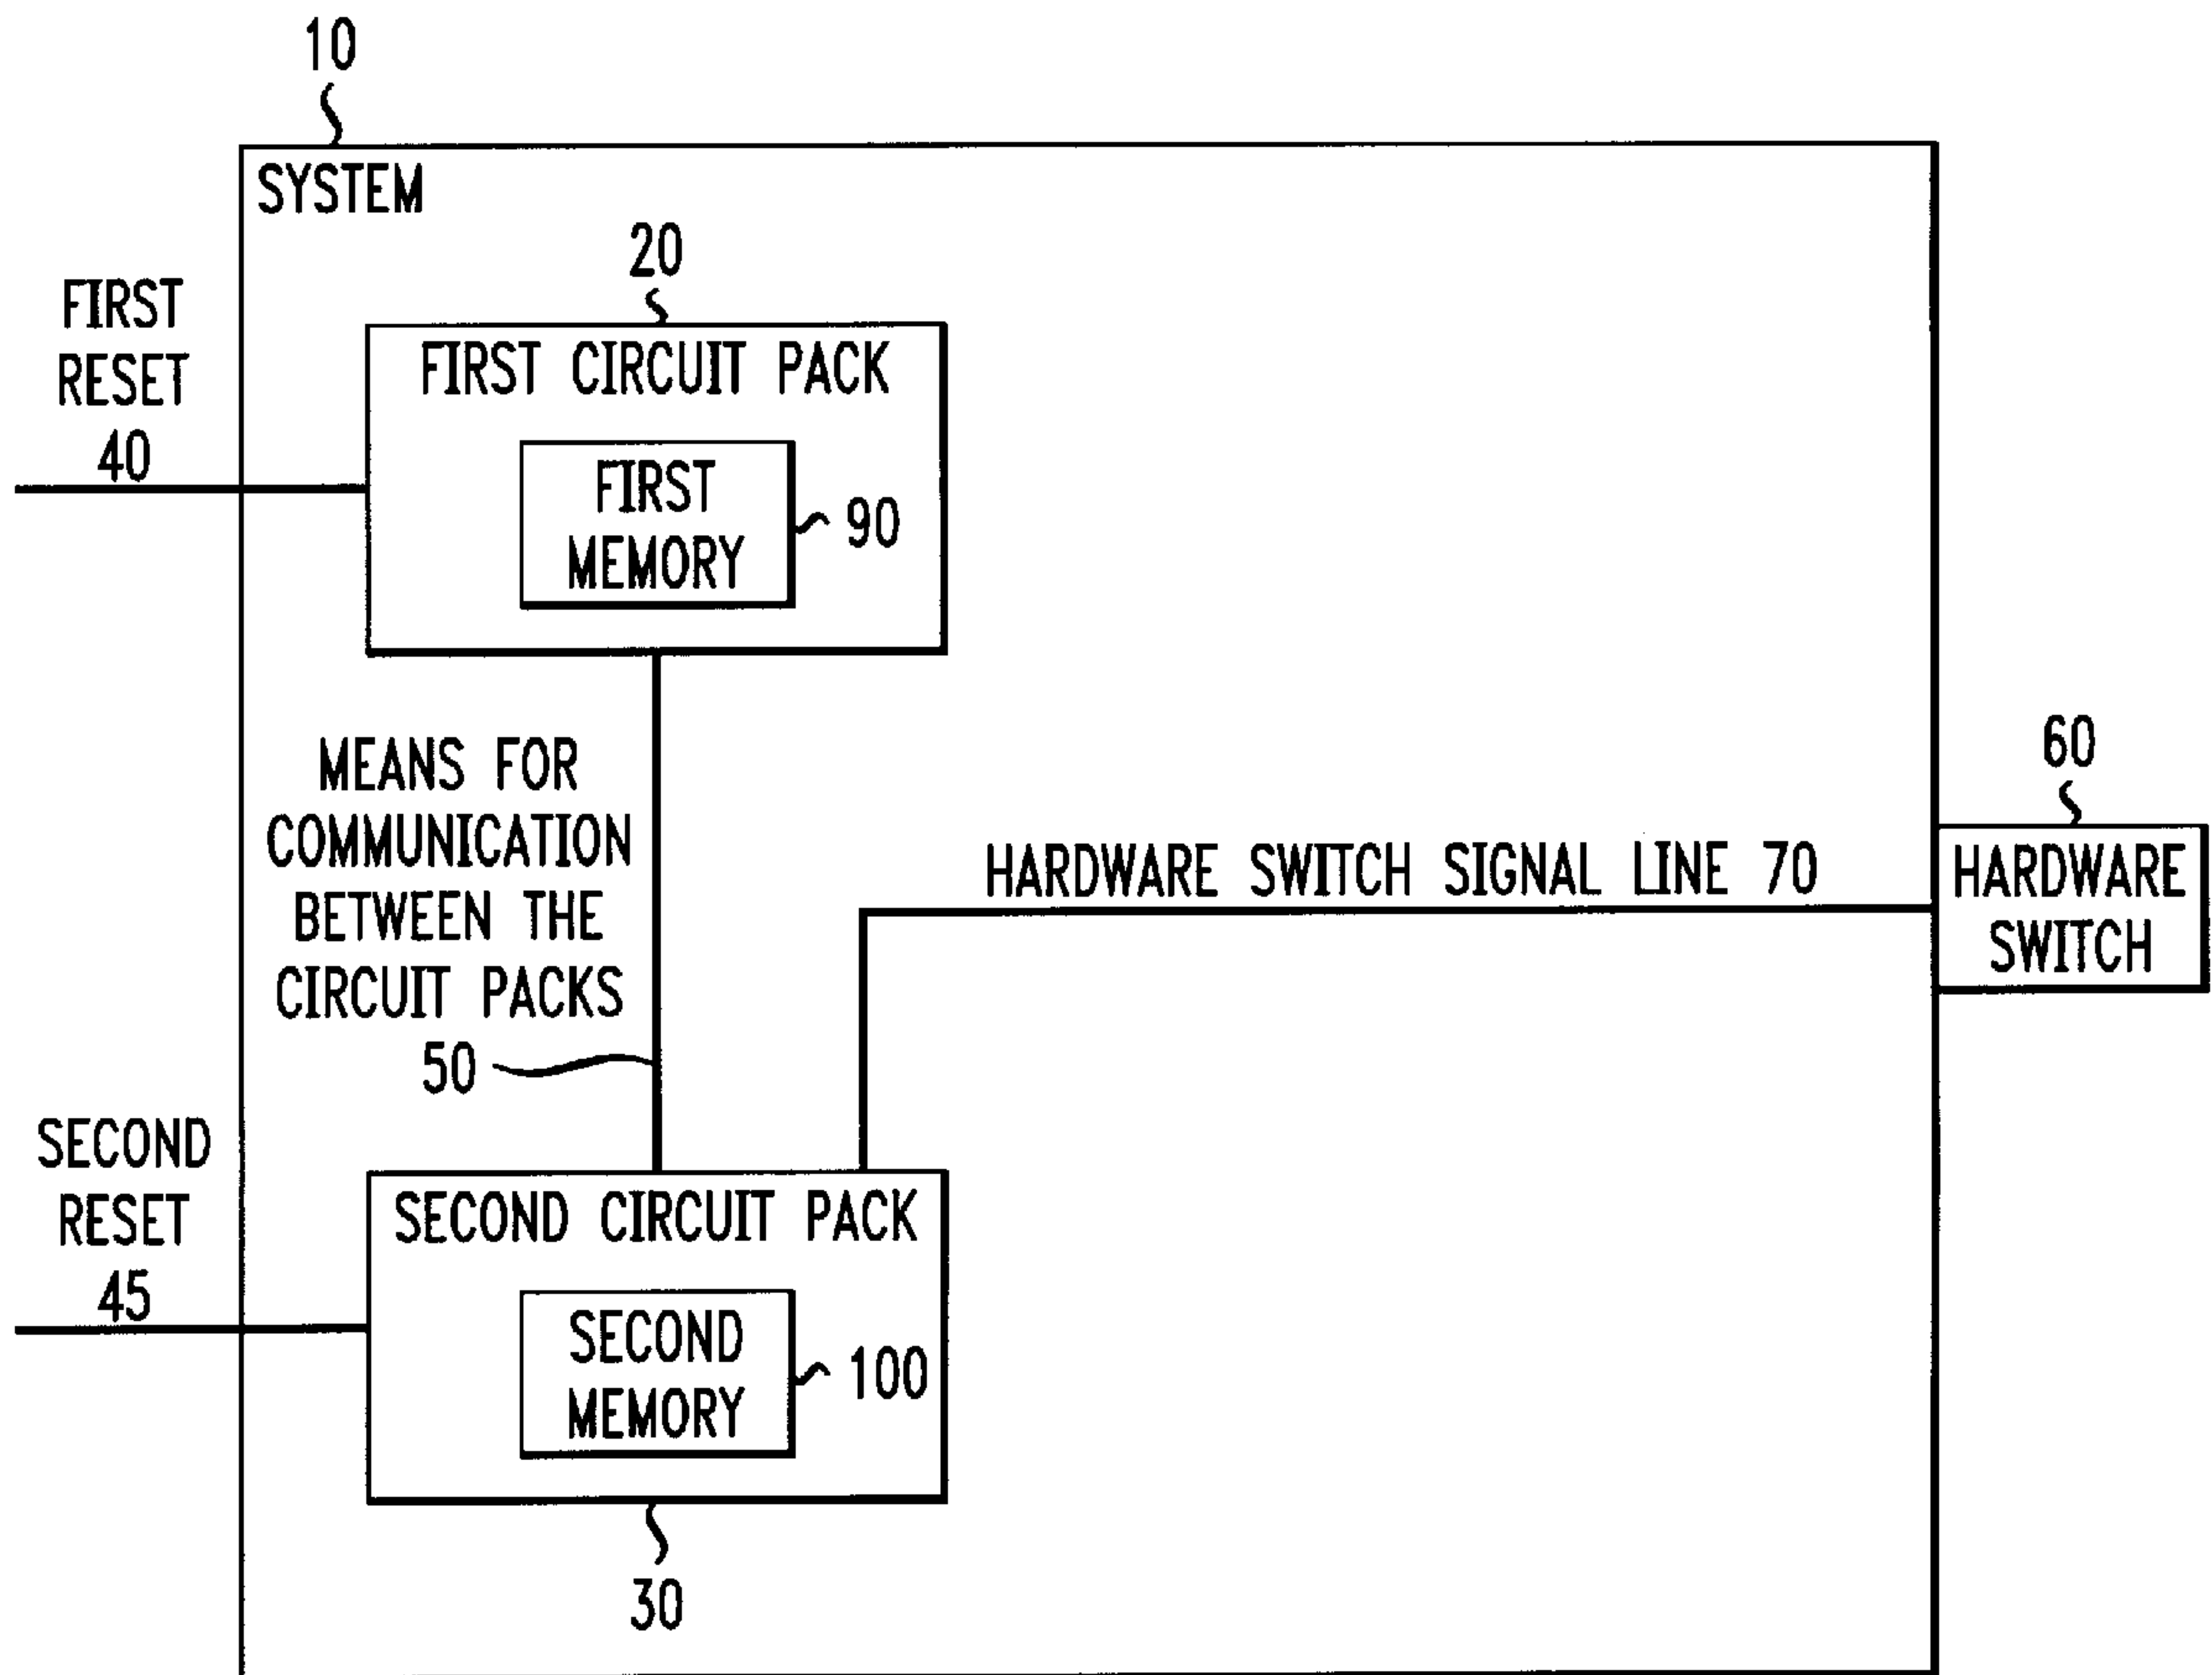 10
SYSTEM
20
FIRST
RESET
40
FIRST CIRCUIT PACK
FIRST
MEMORY
90
MEANS FOR
COMMUNICATION
BETWEEN THE
CIRCUIT PACKS
50
HARDWARE SWITCH SIGNAL LINE 70
60
HARDWARE
SWITCH
SECOND
RESET
45
SECOND CIRCUIT PACK
SECOND
MEMORY
100
30